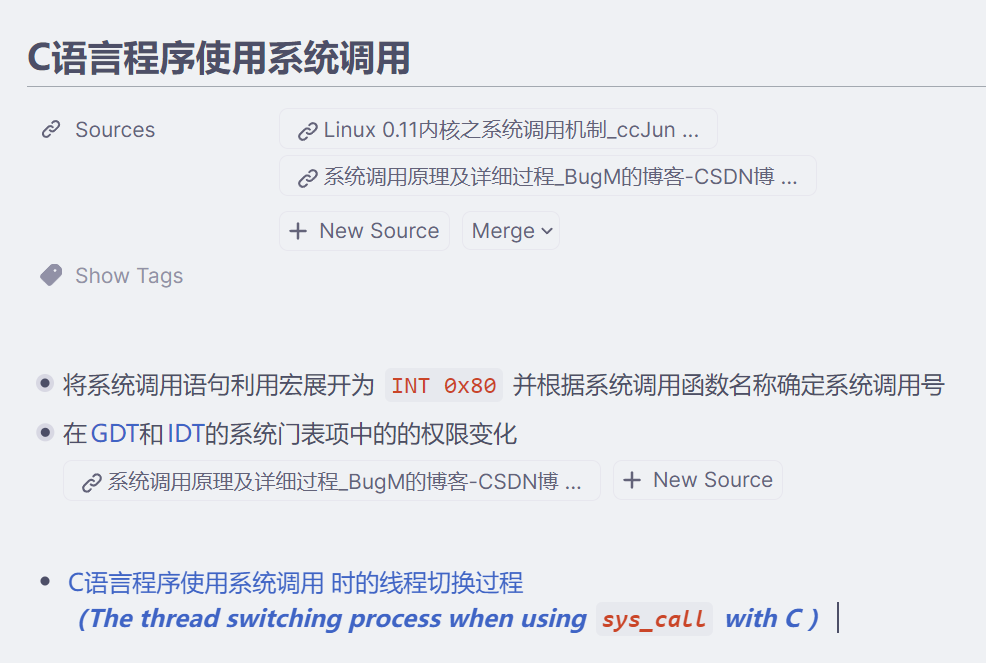 C语言程序使用系统调用
Sources
Linux 0.11内核之系统调用机制_ccJun ...
系统调用原理及详细过程_BugM的博客-CSDN博 ...
+ New Source Merge
Show Tags
将系统调用语句利用宏展开为 INT 0x80 并根据系统调用函数名称确定系统调用号
在GDT和IDT的系统门表项中的的权限变化
系统调用原理及详细过程_BugM的博客-CSDN博 ... + New Source
C语言程序使用系统调用 时的线程切换过程
(The thread switching process when using sys_call with C )